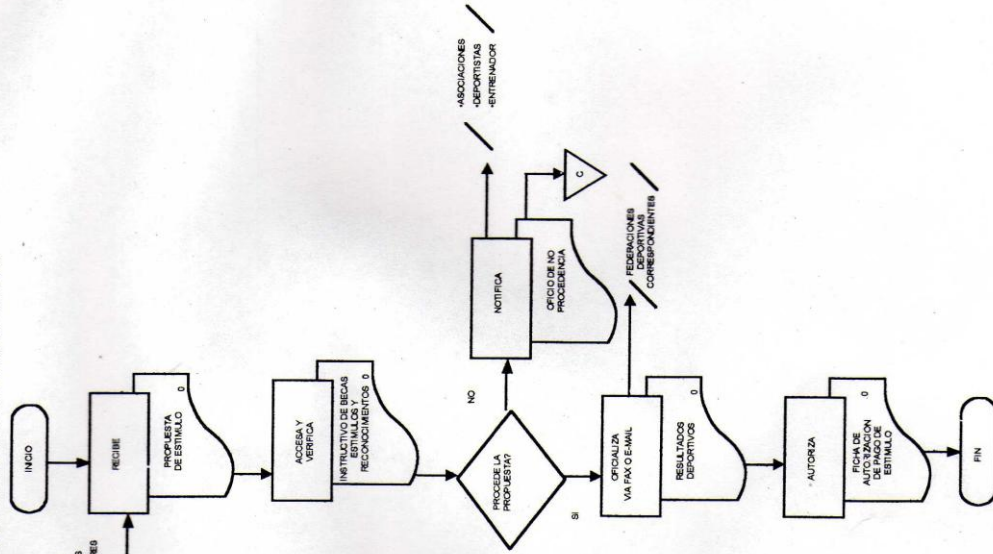 INICIO
RES
RECIBE
PROPUESTA
DE ESTIMULO
0
ACCESA Y
VERIFICA
INSTRUCTIVO DE BECAS
ESTIMULOS Y
RECONOCIMIENTOS 0
PROCEDE LA
PROPUESTA?
NO
NOTIFICA
•ASOCIACIONES
•DEPORTISTAS
•ENTRENADOR
OFICIO DE NO
PROCEDENCIA
C
SI
OFICIALIZA
VIA FAX O E-MAIL
FEDERACIONES
DEPORTIVAS
CORRESPONDIENTES
RESULTADOS
DEPORTIVOS
0
AUTORIZA
FICHA DE
AUTORIZACION
DE PAGO DE
ESTIMULO
0
FIN